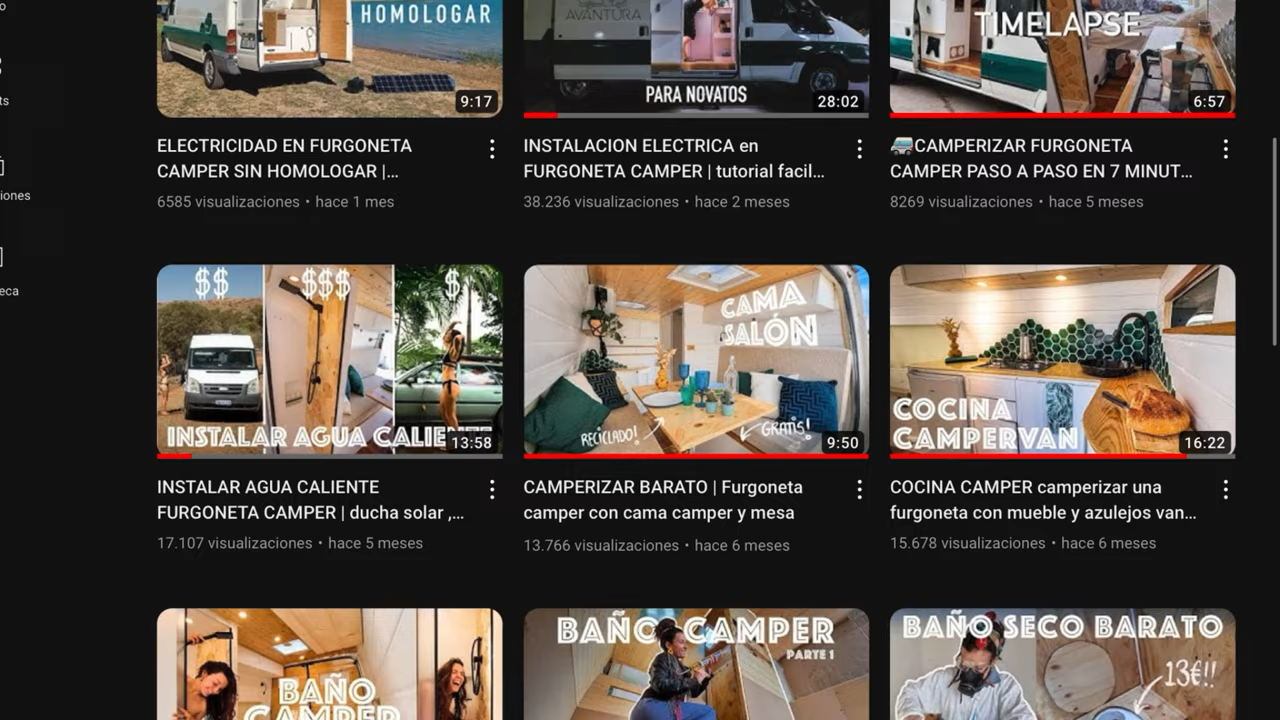 o
HOMOLOGAR
AVANTURA
TIMELAPSE
PARA NOVATOS
9:17
28:02
6:57
ts
ELECTRICIDAD EN FURGONETA
CAMPER SIN HOMOLOGAR |...
6585 visualizaciones • hace 1 mes
INSTALACION ELECTRICA en
FURGONETA CAMPER | tutorial facil...
38.236 visualizaciones • hace 2 meses
CAMPERIZAR FURGONETA
CAMPER PASO A PASO EN 7 MINUT...
8269 visualizaciones • hace 5 meses
iones
eca
$$
-$$$
$
INSTALAR AGUA CALIE
13:58
CAMA
SALÓN
RECICLADO!
GRATIS!
9:50
COCINA
CAMPERVAN
16:22
INSTALAR AGUA CALIENTE
FURGONETA CAMPER | ducha solar ,...
17.107 visualizaciones • hace 5 meses
CAMPERIZAR BARATO | Furgoneta
camper con cama camper y mesa
13.766 visualizaciones • hace 6 meses
COCINA CAMPER camperizar una
furgoneta con mueble y azulejos van...
15.678 visualizaciones • hace 6 meses
BAÑO
CAMPER
BAÑO CAMPER
PARTE 1
BAÑO SECO BARATO
13€!!